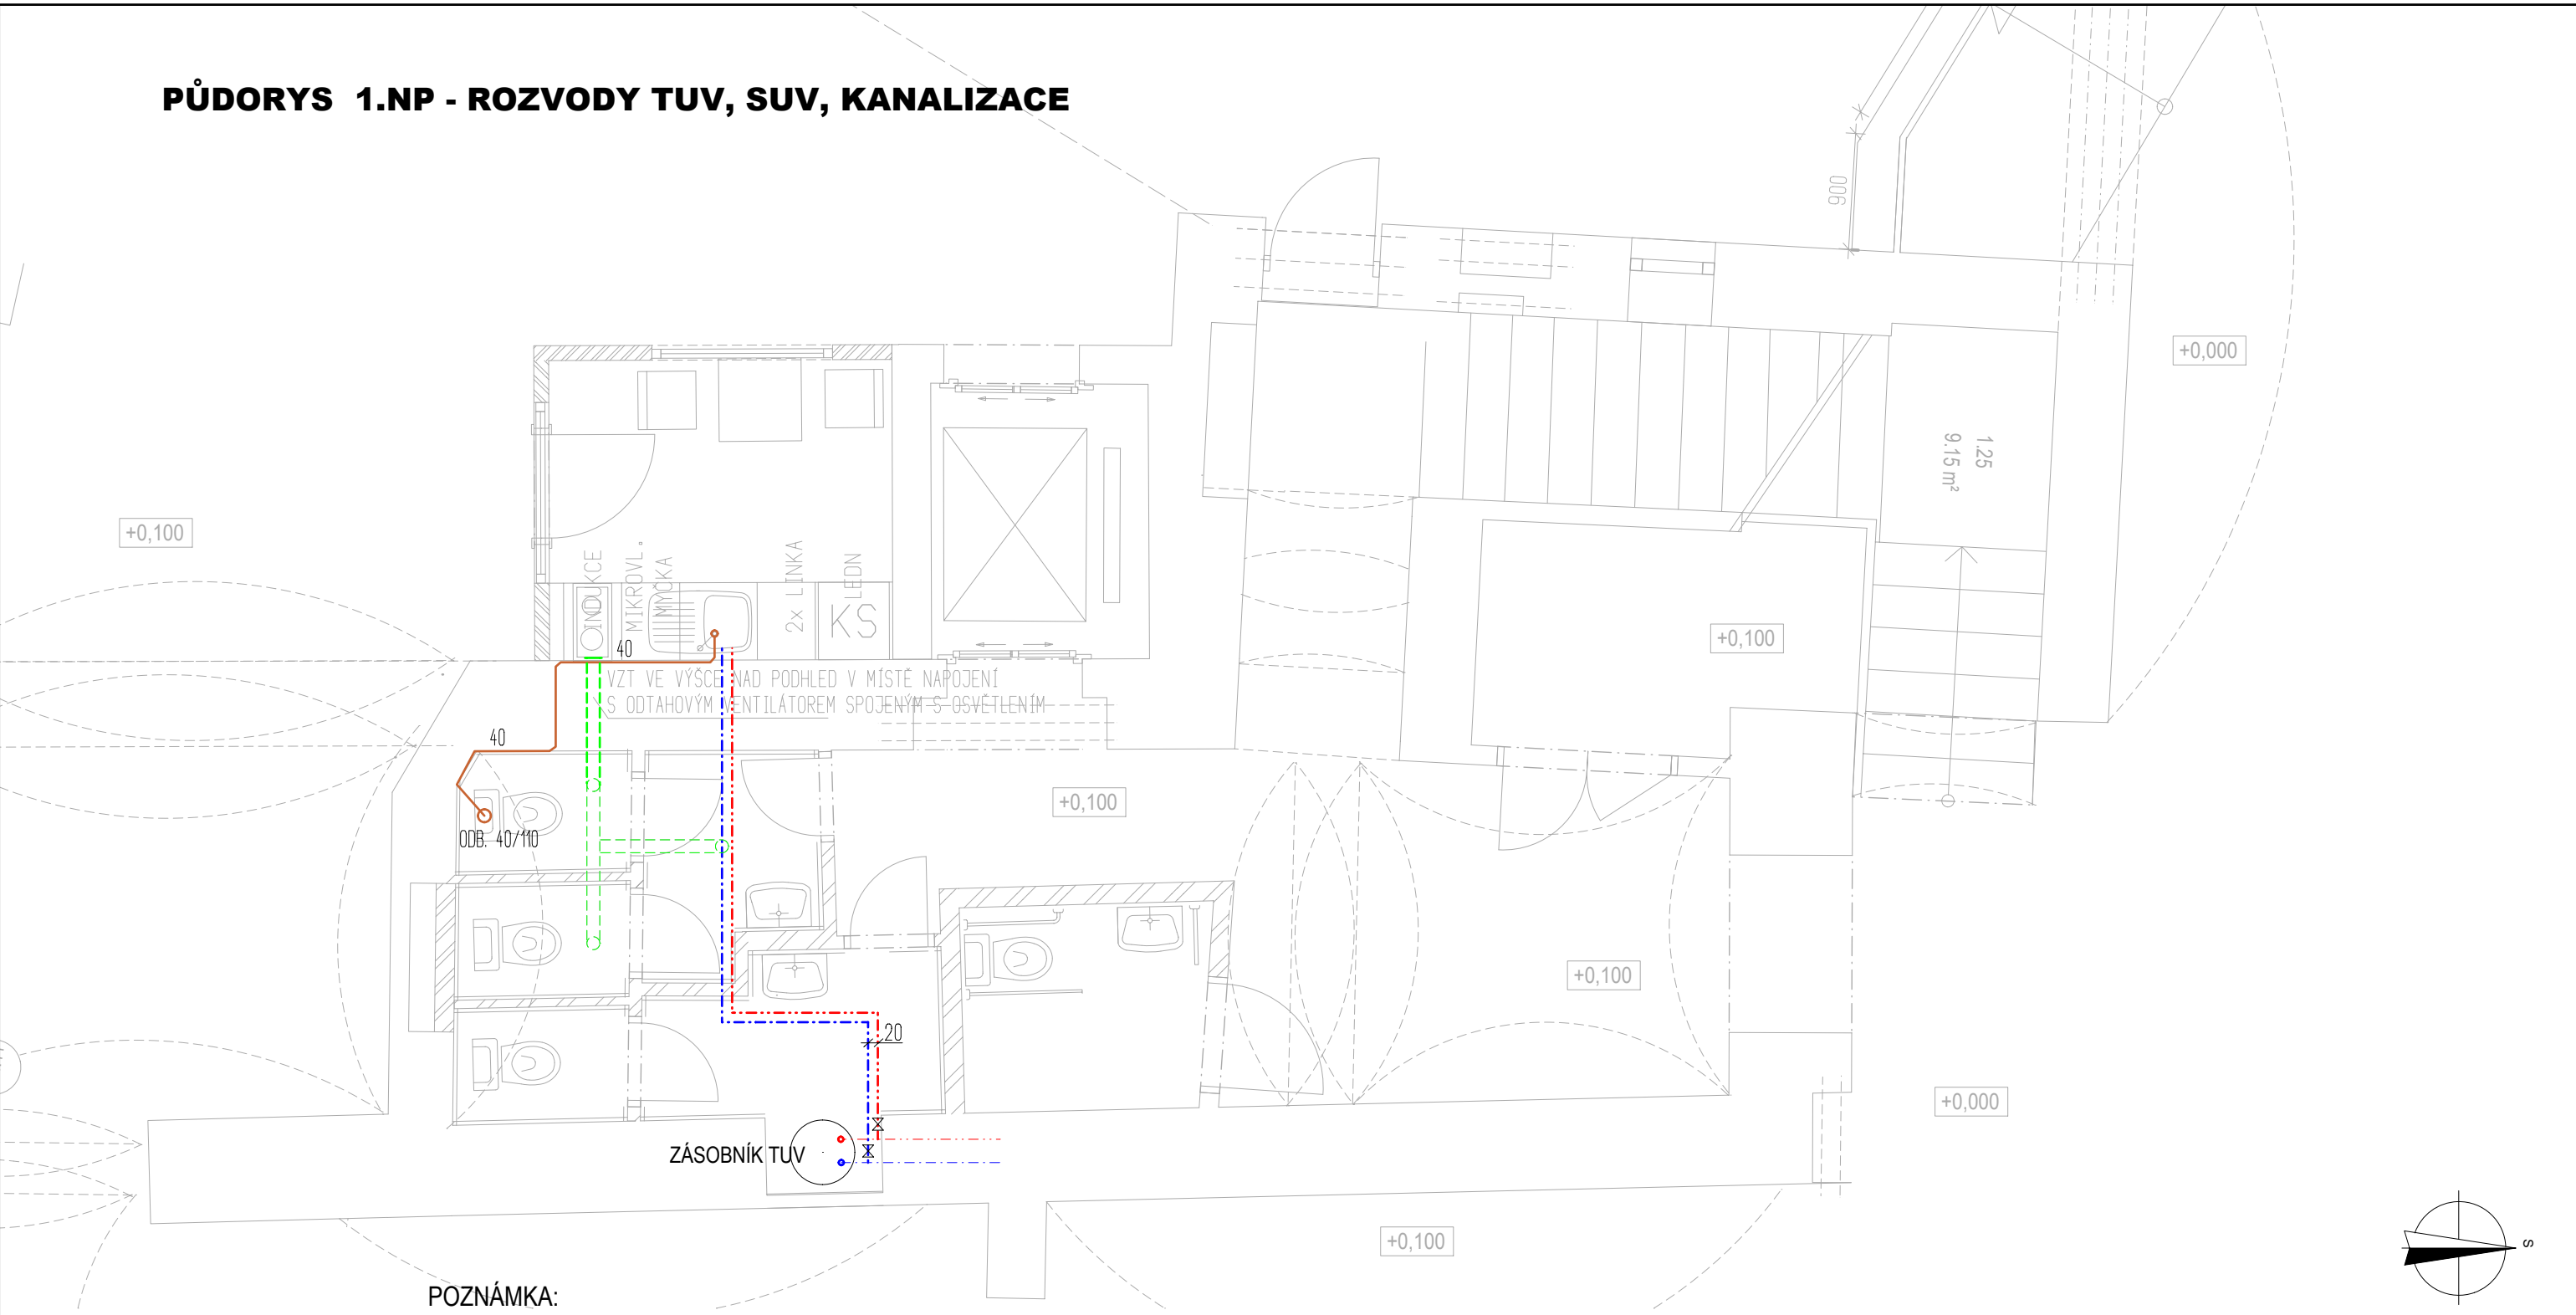 PŮDORYS 1.NP - ROZVODY TUV, SUV, KANALIZACE
900
+0,000
1.25
9.15 m²
+0,100
INDUKCE
MIKROVL.
MYČKA
2x LINKA
LEDN
KS
40
+0,100
VZT VE VÝŠCE NAD PODHLED V MÍSTĚ NAPOJENÍ
S ODTAHOVÝM VENTILÁTOREM SPOJENÝM S OSVĚTLENÍM
40
+0,100
ODB. 40/110
+0,100
20
+0,000
ZÁSOBNÍK TUV
+0,100
S
POZNÁMKA: